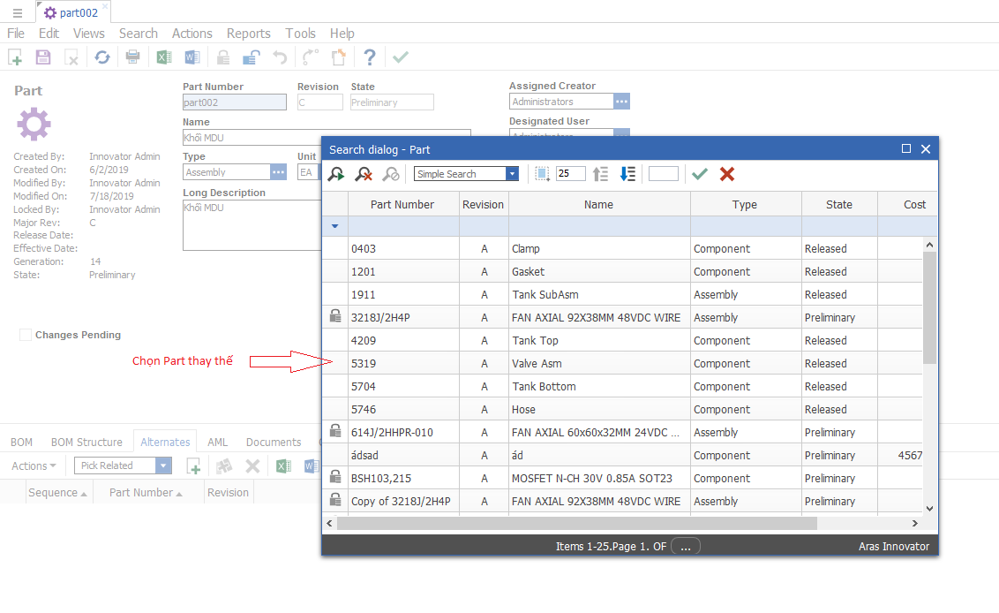 part002
File Edit Views Search Actions Reports Tools Help
Part
Part Number Revision State
part002 C Preliminary
Name
Khối MDU
Type Unit
Assembly EA
Long Description
Khối MDU
Assigned Creator
Administrators
Designated User
Created By: Innovator Admin
Created On: 6/2/2019
Modified By: Innovator Admin
Modified On: 7/18/2019
Locked By: Innovator Admin
Major Rev: C
Release Date:
Effective Date:
Generation: 14
State: Preliminary
Changes Pending
Chọn Part thay thế
BOM BOM Structure Alternates AML Documents
Actions Pick Related
Sequence Part Number Revision
Search dialog - Part
Simple Search 25
Part Number Revision Name Type State Cost
0403 A Clamp Component Released
1201 A Gasket Component Released
1911 A Tank SubAsm Assembly Released
3218J/2H4P A FAN AXIAL 92X38MM 48VDC WIRE Assembly Preliminary
4209 A Tank Top Component Released
5319 A Valve Asm Component Released
5704 A Tank Bottom Component Released
5746 A Hose Component Released
614J/2HHPR-010 A FAN AXIAL 60x60x32MM 24VDC ... Assembly Preliminary
ádsad A ád Component Preliminary 4567
BSH103,215 A MOSFET N-CH 30V 0.85A SOT23 Component Preliminary
Copy of 3218J/2H4P A FAN AXIAL 92X38MM 48VDC WIRE Assembly Preliminary
Items 1-25.Page 1. OF ... Aras Innovator